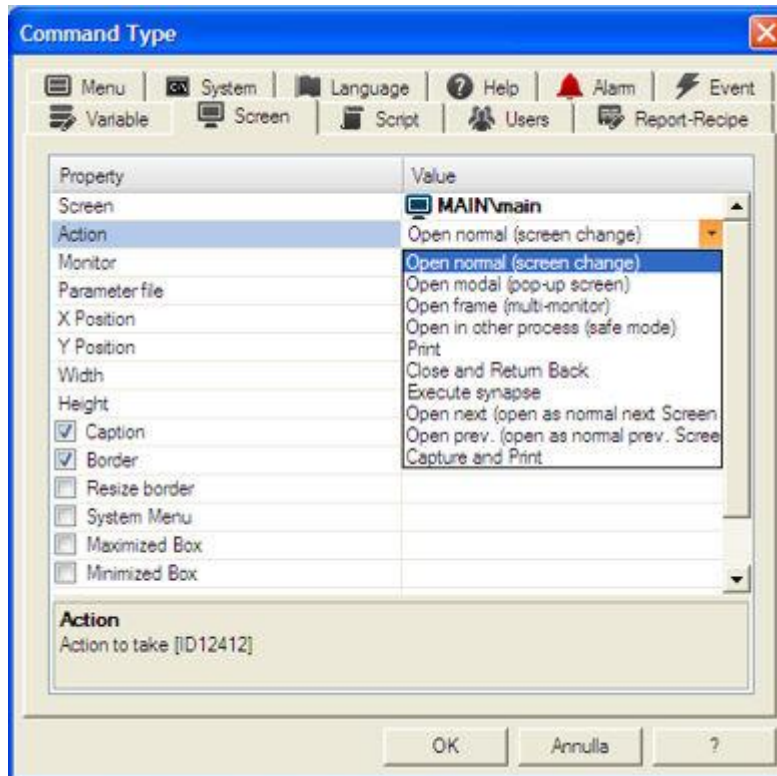 Command Type
Menu System Language Help Alarm Event
Variable Screen Script Users Report-Recipe
Property Value
Screen MAIN\main
Action Open normal (screen change)
Monitor Open normal (screen change)
Open modal (pop-up screen)
Parameter file Open frame (multi-monitor)
X Position Open in other process (safe mode)
Y Position Print
Width Close and Return Back
Execute synapse
Height Open next (open as normal next Screen
Caption Open prev. (open as normal prev. Scree
Border Capture and Print
Resize border
System Menu
Maximized Box
Minimized Box
Action
Action to take [ID12412]
OK Annulla ?